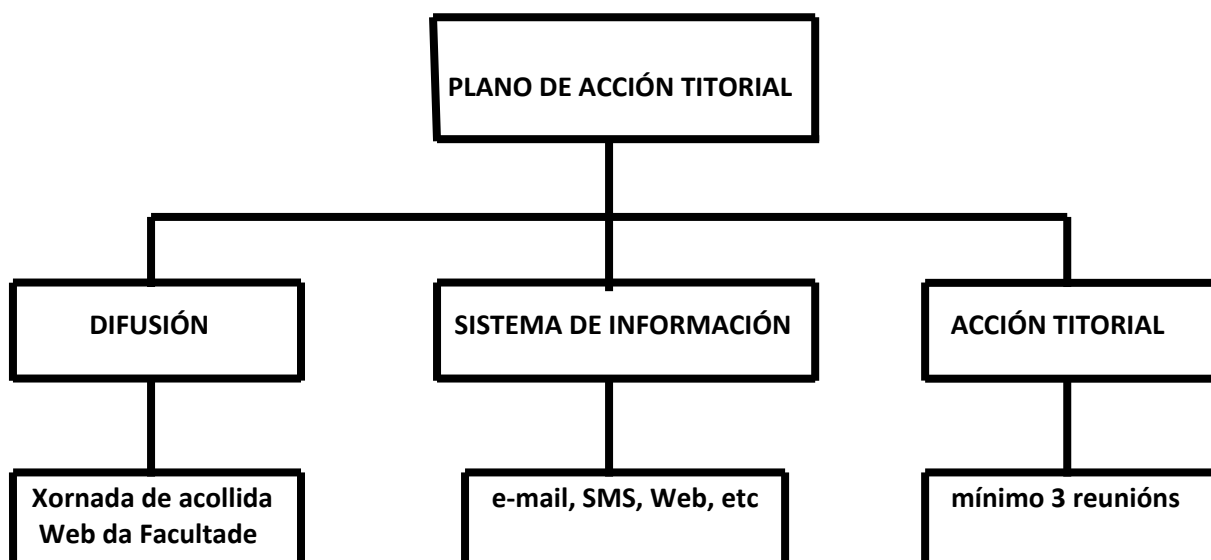 PLANO DE ACCIÓN TITORIAL
DIFUSIÓN
SISTEMA DE INFORMACIÓN
ACCIÓN TITORIAL
Xornada de acollida
Web da Facultade
e-mail, SMS, Web, etc
mínimo 3 reunións